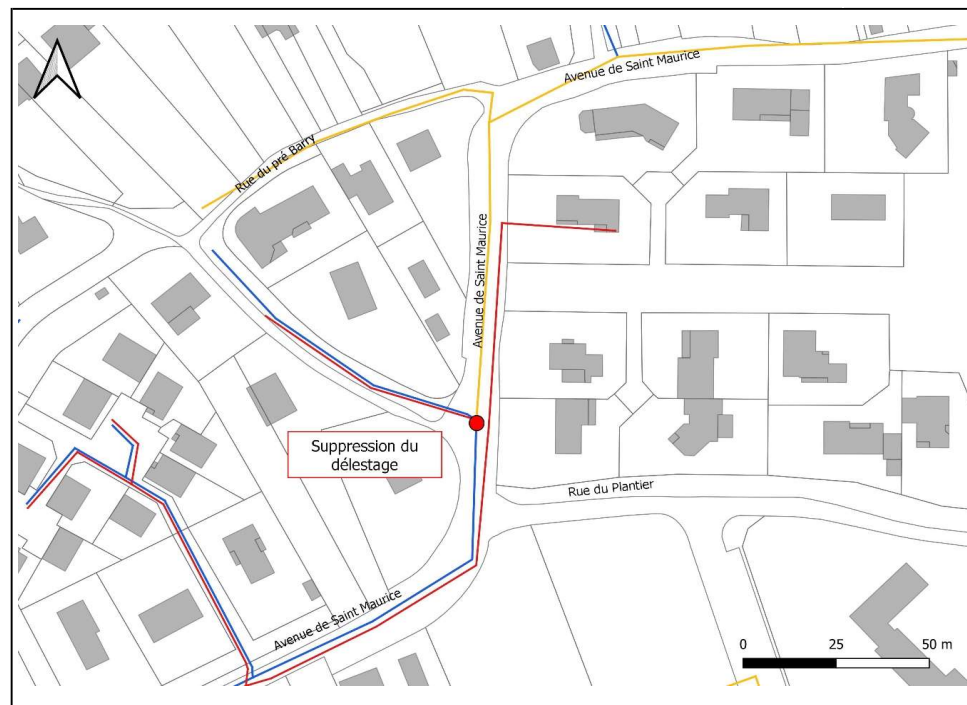 Avenue de Saint Maurice
Rue du pré Barry
Avenue de Saint Maurice
Suppression du
délestage
Rue du Plantier
Avenue de Saint Maurice
0 25 50 m